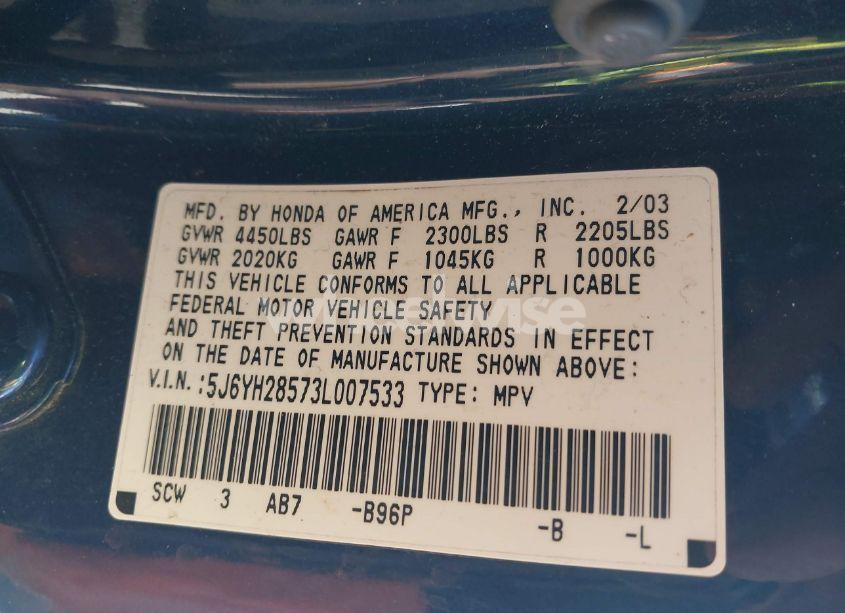 MFD. BY HONDA OF AMERICA MFG., INC. 2/03
GVWR 4450LBS GAWR F 2300LBS R 2205LBS
GVWR 2020KG GAWR F 1045KG R 1000KG
THIS VEHICLE CONFORMS TO ALL APPLICABLE
FEDERAL MOTOR VEHICLE SAFETY
AND THEFT PREVENTION STANDARDS IN EFFECT
ON THE DATE OF MANUFACTURE SHOWN ABOVE:
V.I.N.:5J6YH28573L007533 TYPE: MPV
SCW 3 AB7 -B96P -B -L